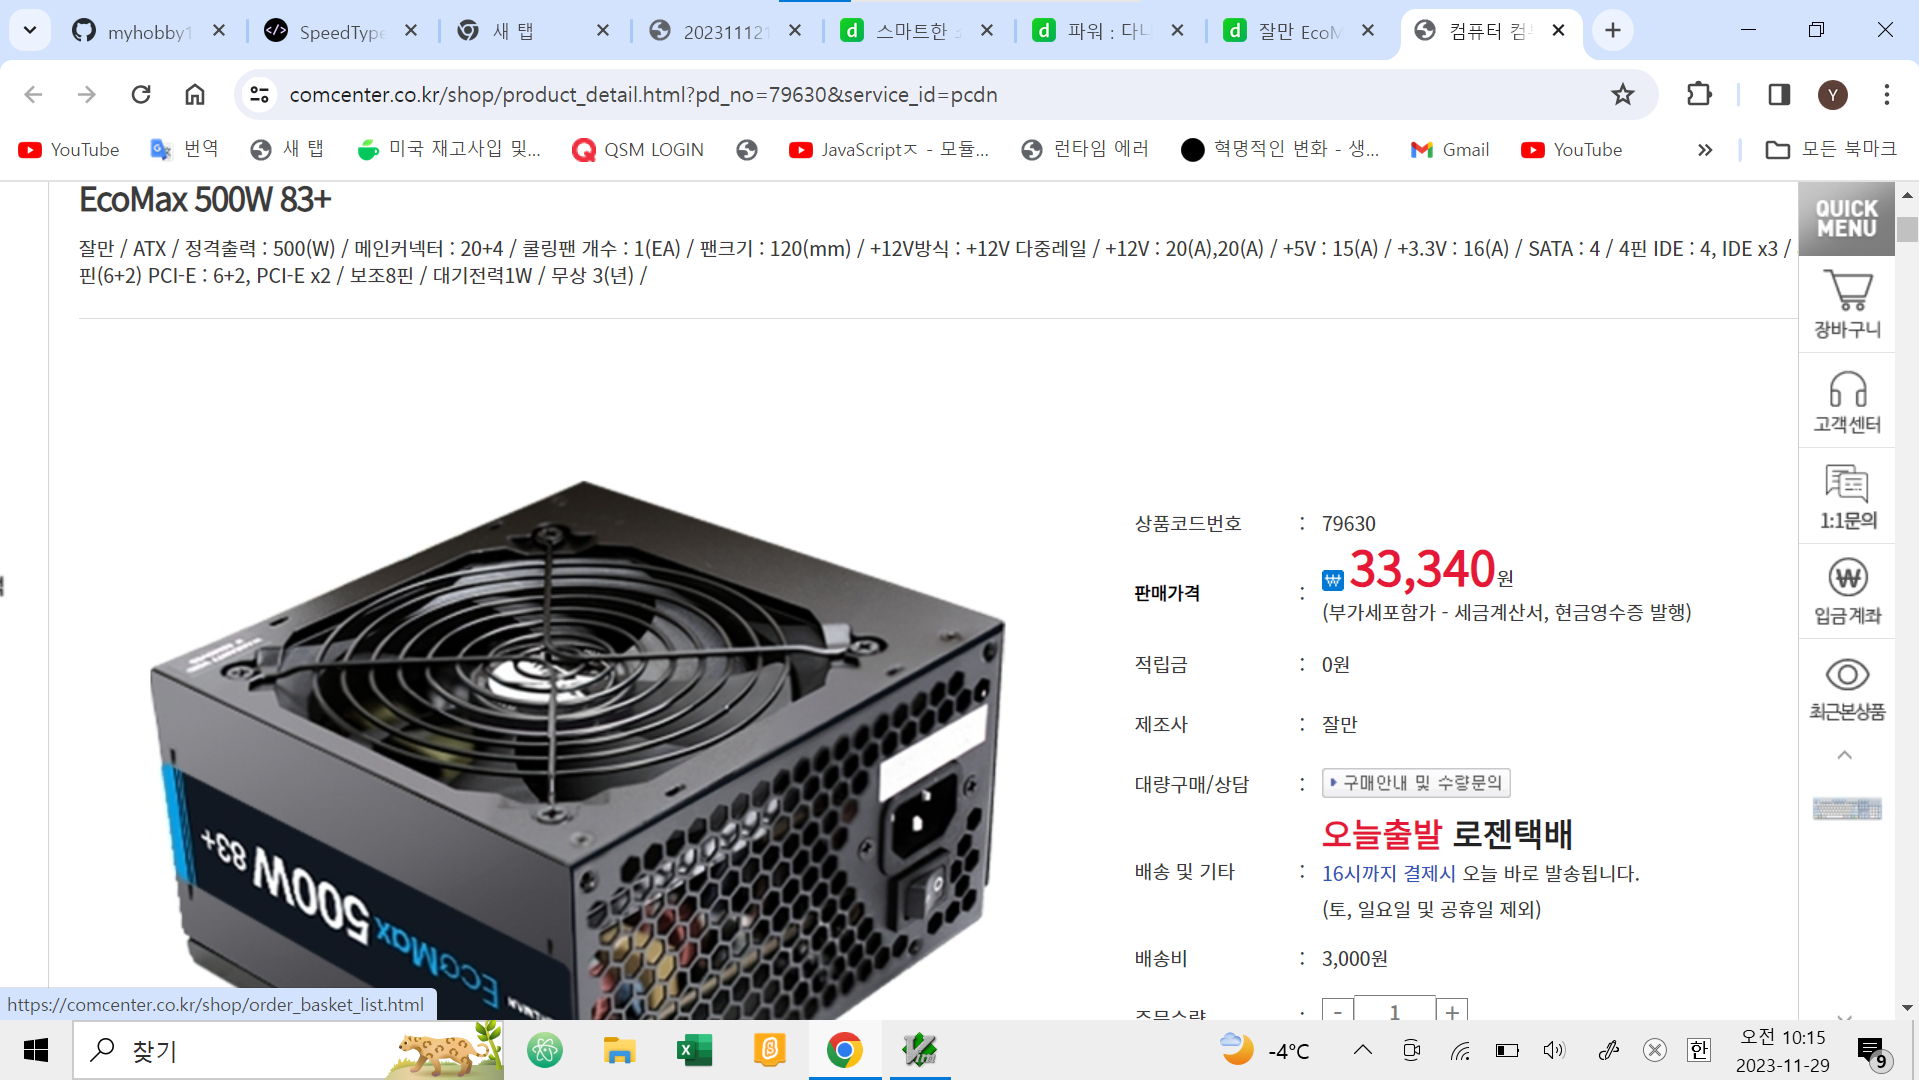 myhobby1
SpeedType
새 탭
202311121
스마트한
파워 : 다나
잘만 EcoM
컴퓨터 컴
comcenter.co.kr/shop/product_detail.html?pd_no=79630&service_id=pcdn
Y
YouTube
번역
새 탭
미국 재고사입 및...
QSM LOGIN
JavaScriptㅈ - 모듈...
런타임 에러
혁명적인 변화 - 생...
Gmail
YouTube
모든 북마크
EcoMax 500W 83+
잘만 / ATX / 정격출력 : 500(W) / 메인커넥터 : 20+4 / 쿨링팬 개수 : 1(EA) / 팬크기 : 120(mm) / +12V방식 : +12V 다중레일 / +12V : 20(A),20(A) / +5V : 15(A) / +3.3V : 16(A) / SATA : 4 / 4핀 IDE : 4, IDE x3 /
핀(6+2) PCI-E : 6+2, PCI-E x2 / 보조8핀 / 대기전력1W / 무상 3(년) /
QUICK
MENU
장바구니
고객센터
1:1문의
입금계좌
최근본상품
상품코드번호 : 79630
판매가격 : ₩ 33,340원
(부가세포함가 - 세금계산서, 현금영수증 발행)
적립금 : 0원
제조사 : 잘만
대량구매/상담 : 구매안내 및 수량문의
오늘출발 로젠택배
배송 및 기타 : 16시까지 결제시 오늘 바로 발송됩니다.
(토, 일요일 및 공휴일 제외)
배송비 : 3,000원
주문수량 : - 1 +
EcoMax 500W 83+
https://comcenter.co.kr/shop/order_basket_list.html
찾기
-4°C
한
오전 10:15
2023-11-29
9